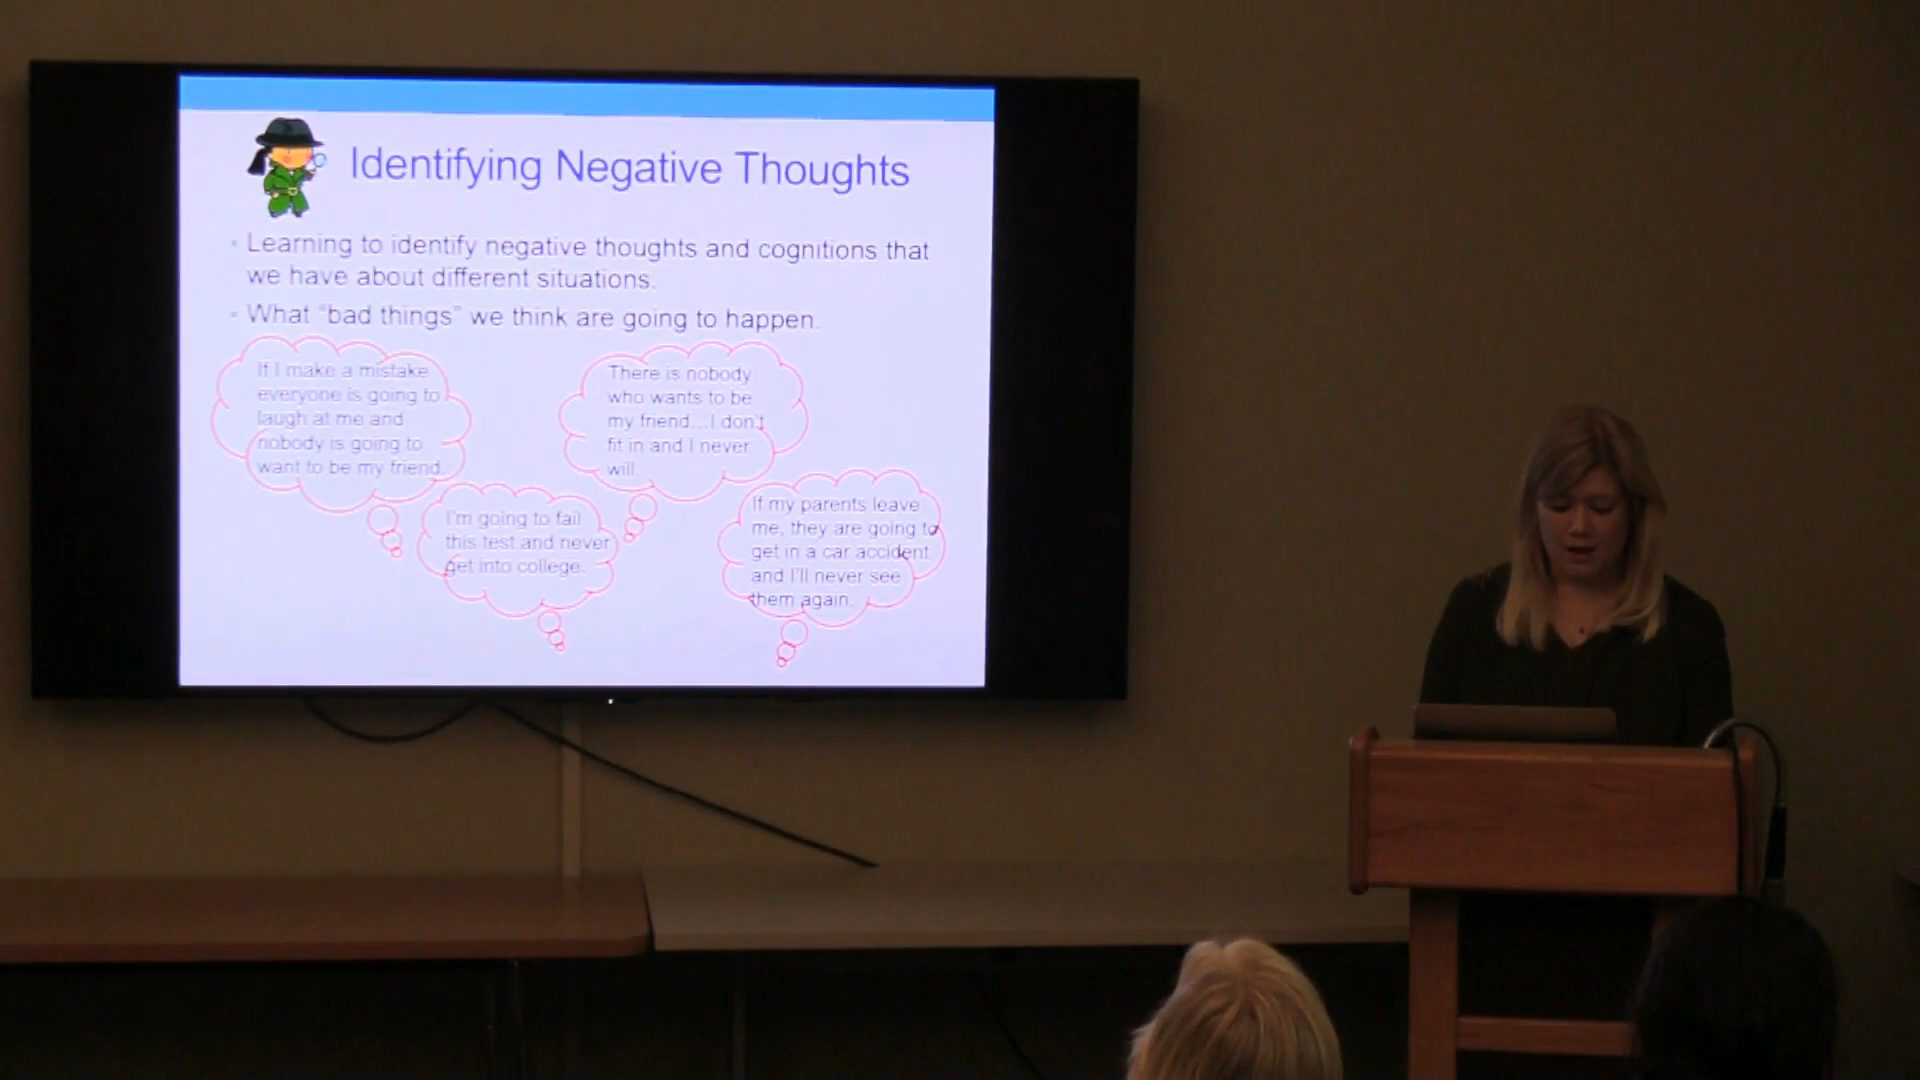 Identifying Negative Thoughts
Learning to identify negative thoughts and cognitions that
we have about different situations.
What "bad things" we think are going to happen.
If I make a mistake
everyone is going to
laugh at me and
nobody is going to
want to be my friend.
There is nobody
who wants to be
my friend...I don't
fit in and I never
will.
I'm going to fail
this test and never
get into college.
If my parents leave
me, they are going to
get in a car accident
and I'll never see
them again.